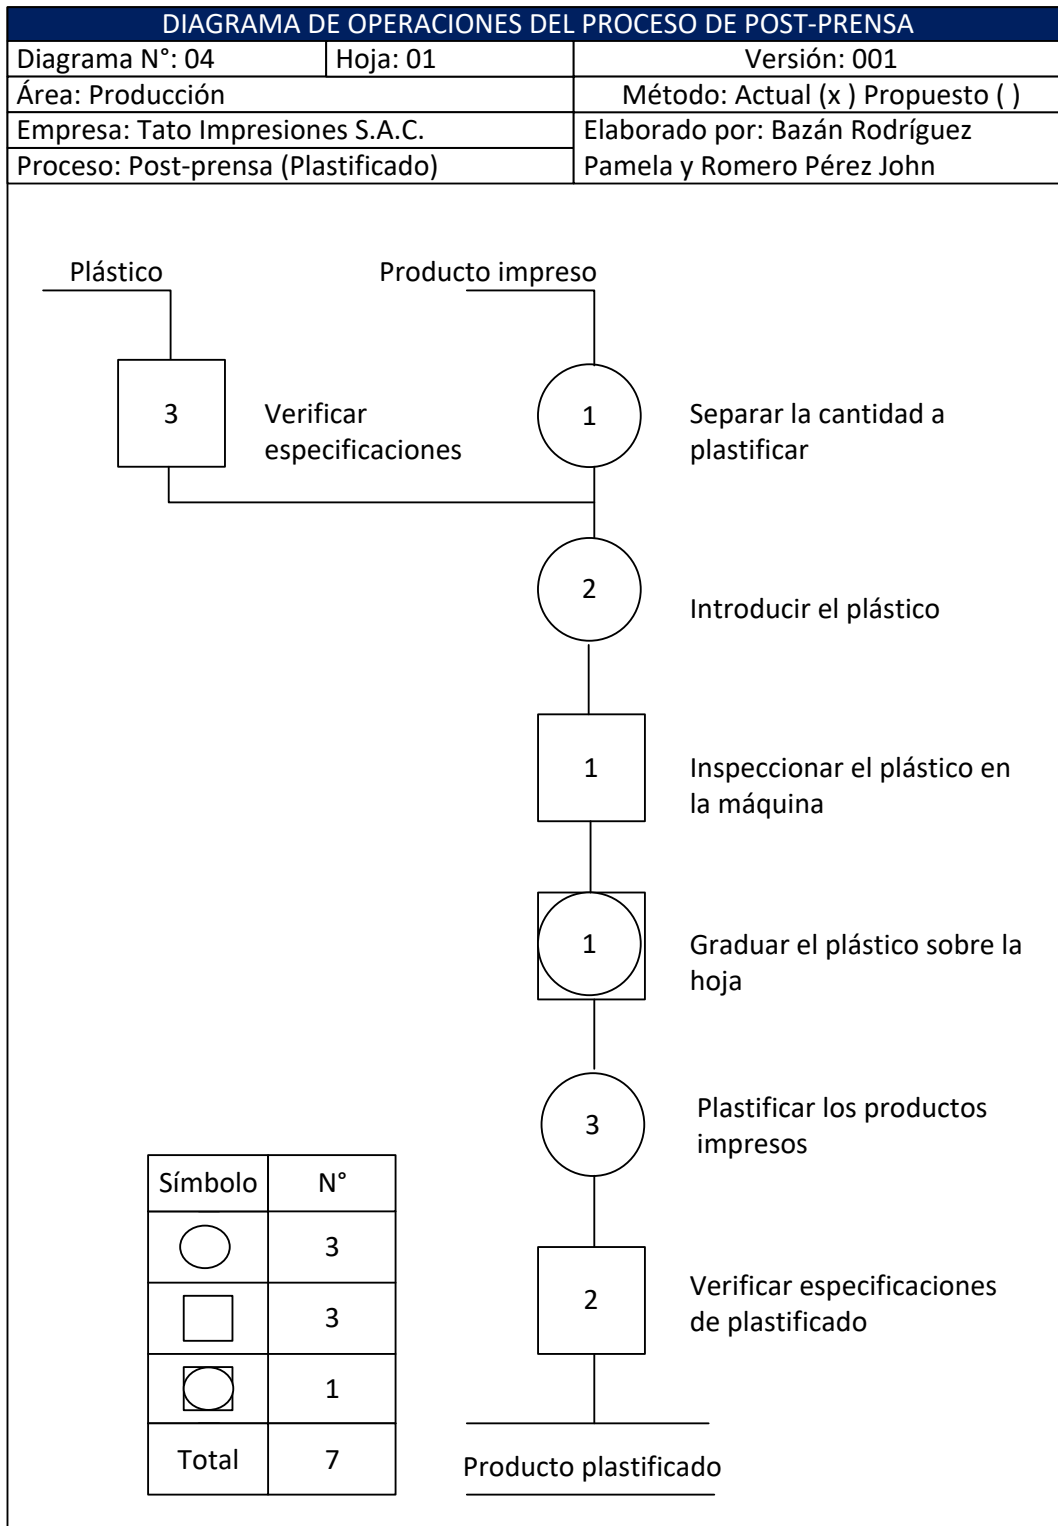 DIAGRAMA DE OPERACIONES DEL PROCESO DE POST-PRENSA
Diagrama N°: 04
Hoja: 01
Versión: 001
Área: Producción
Método: Actual (x ) Propuesto ( )
Empresa: Tato Impresiones S.A.C.
Elaborado por: Bazán Rodríguez
Pamela y Romero Pérez John
Proceso: Post-prensa (Plastificado)
Plástico
Producto impreso
3
Verificar
especificaciones
1
Separar la cantidad a
plastificar
2
Introducir el plástico
1
Inspeccionar el plástico en
la máquina
1
Graduar el plástico sobre la
hoja
3
Plastificar los productos
impresos
2
Verificar especificaciones
de plastificado
Producto plastificado
Símbolo
N°
3
3
1
Total
7